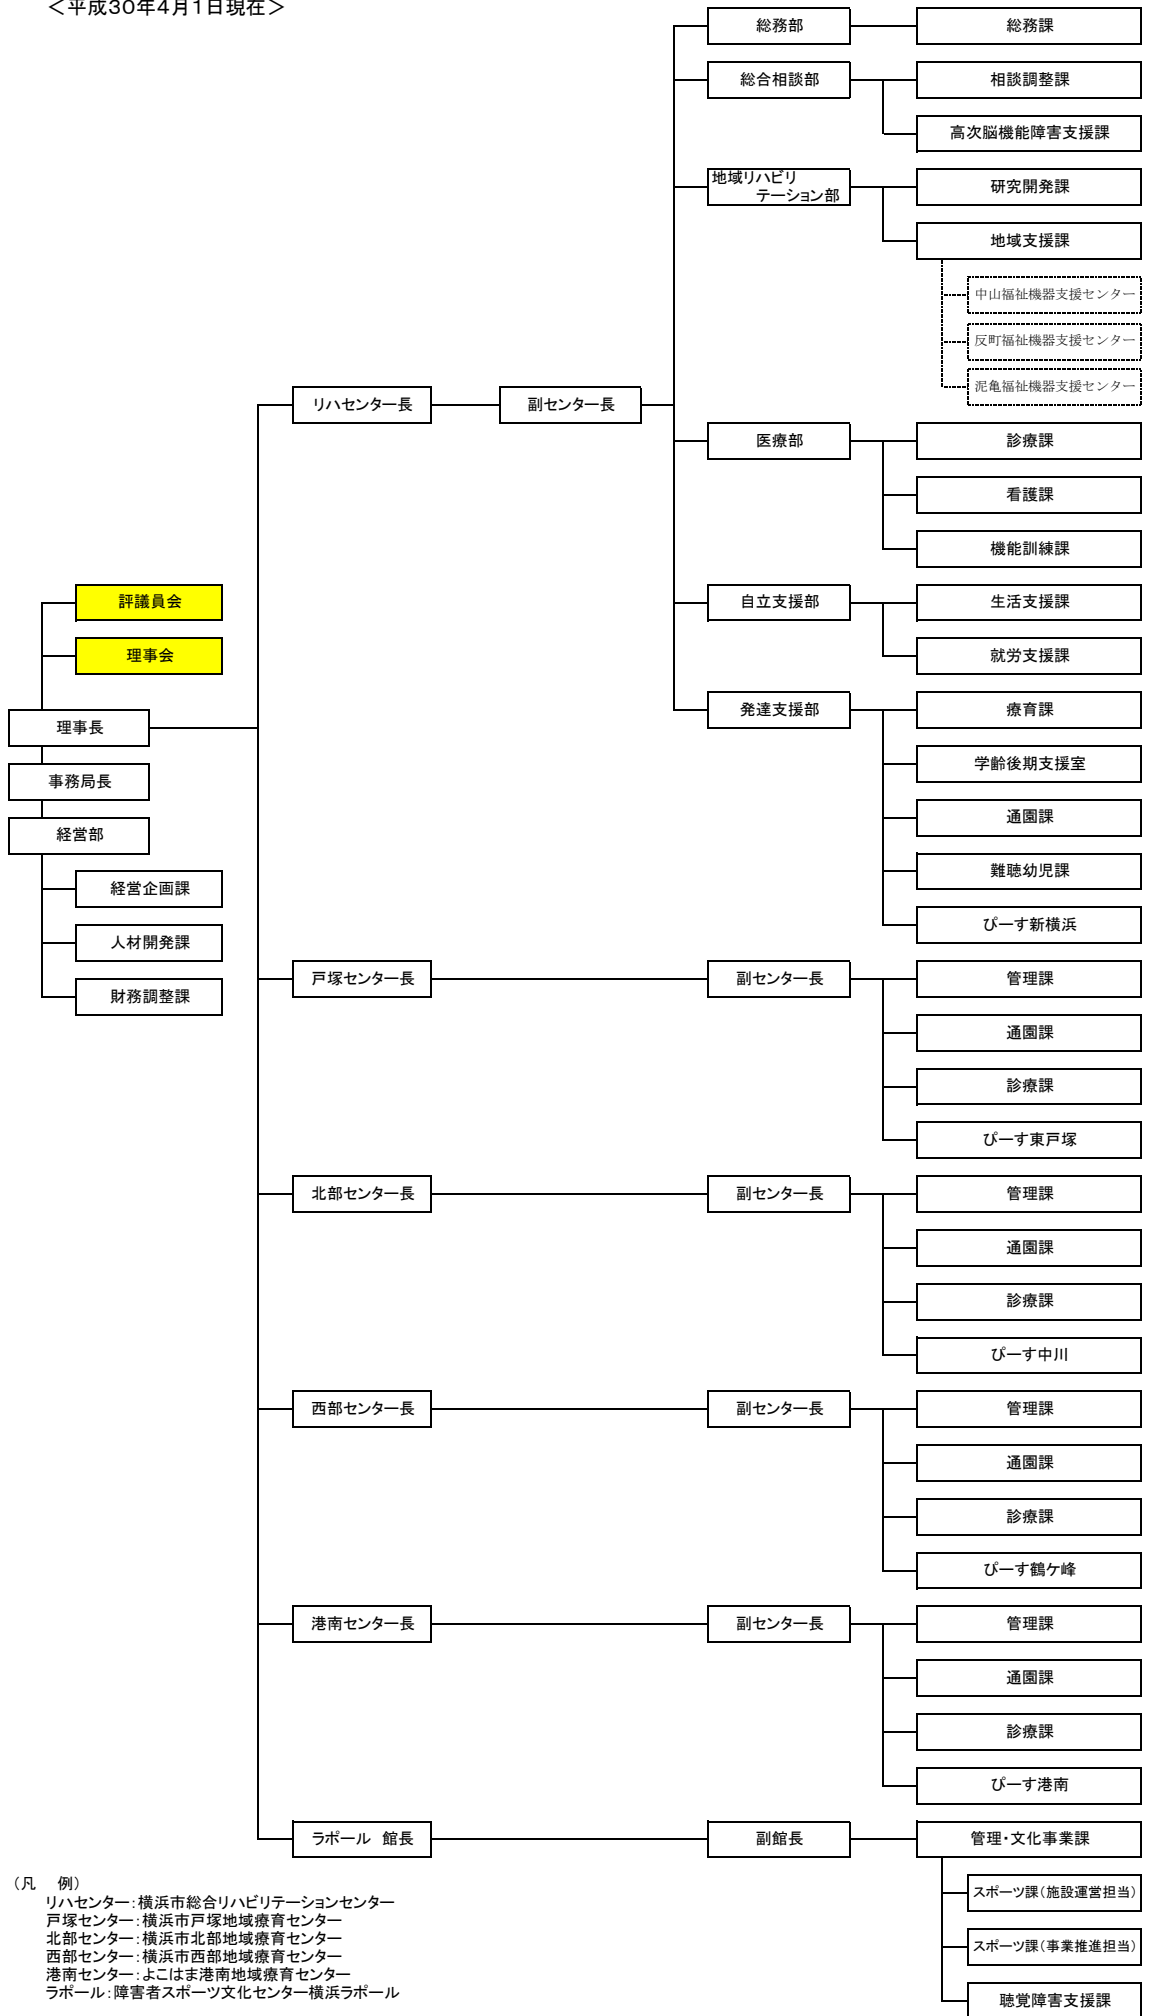 ＜平成30年4月1日現在＞
総務部
総務課
総合相談部
相談調整課
高次脳機能障害支援課
地域リハビリ
テーション部
研究開発課
地域支援課
中山福祉機器支援センター
反町福祉機器支援センター
泥亀福祉機器支援センター
リハセンター長
副センター長
医療部
診療課
看護課
機能訓練課
評議員会
理事会
理事長
事務局長
経営部
経営企画課
人材開発課
財務調整課
自立支援部
生活支援課
就労支援課
発達支援部
療育課
学齢後期支援室
通園課
難聴幼児課
ぴーす新横浜
戸塚センター長
副センター長
管理課
通園課
診療課
ぴーす東戸塚
北部センター長
副センター長
管理課
通園課
診療課
ぴーす中川
西部センター長
副センター長
管理課
通園課
診療課
ぴーす鶴ケ峰
港南センター長
副センター長
管理課
通園課
診療課
ぴーす港南
ラポール　館長
副館長
管理・文化事業課
スポーツ課（施設運営担当）
スポーツ課（事業推進担当）
聴覚障害支援課
（凡　例）
リハセンター：横浜市総合リハビリテーションセンター
戸塚センター：横浜市戸塚地域療育センター
北部センター：横浜市北部地域療育センター
西部センター：横浜市西部地域療育センター
港南センター：よこはま港南地域療育センター
ラポール：障害者スポーツ文化センター横浜ラポール